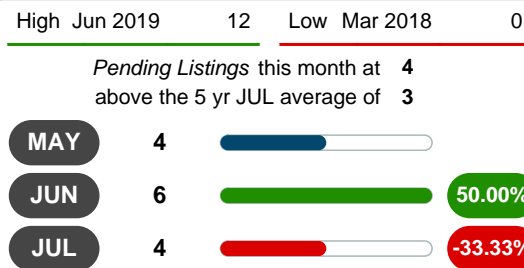 High Jun 2019 12 Low Mar 2018 0
Pending Listings this month at 4
above the 5 yr JUL average of 3
MAY 4
JUN 6 50.00%
JUL 4 -33.33%